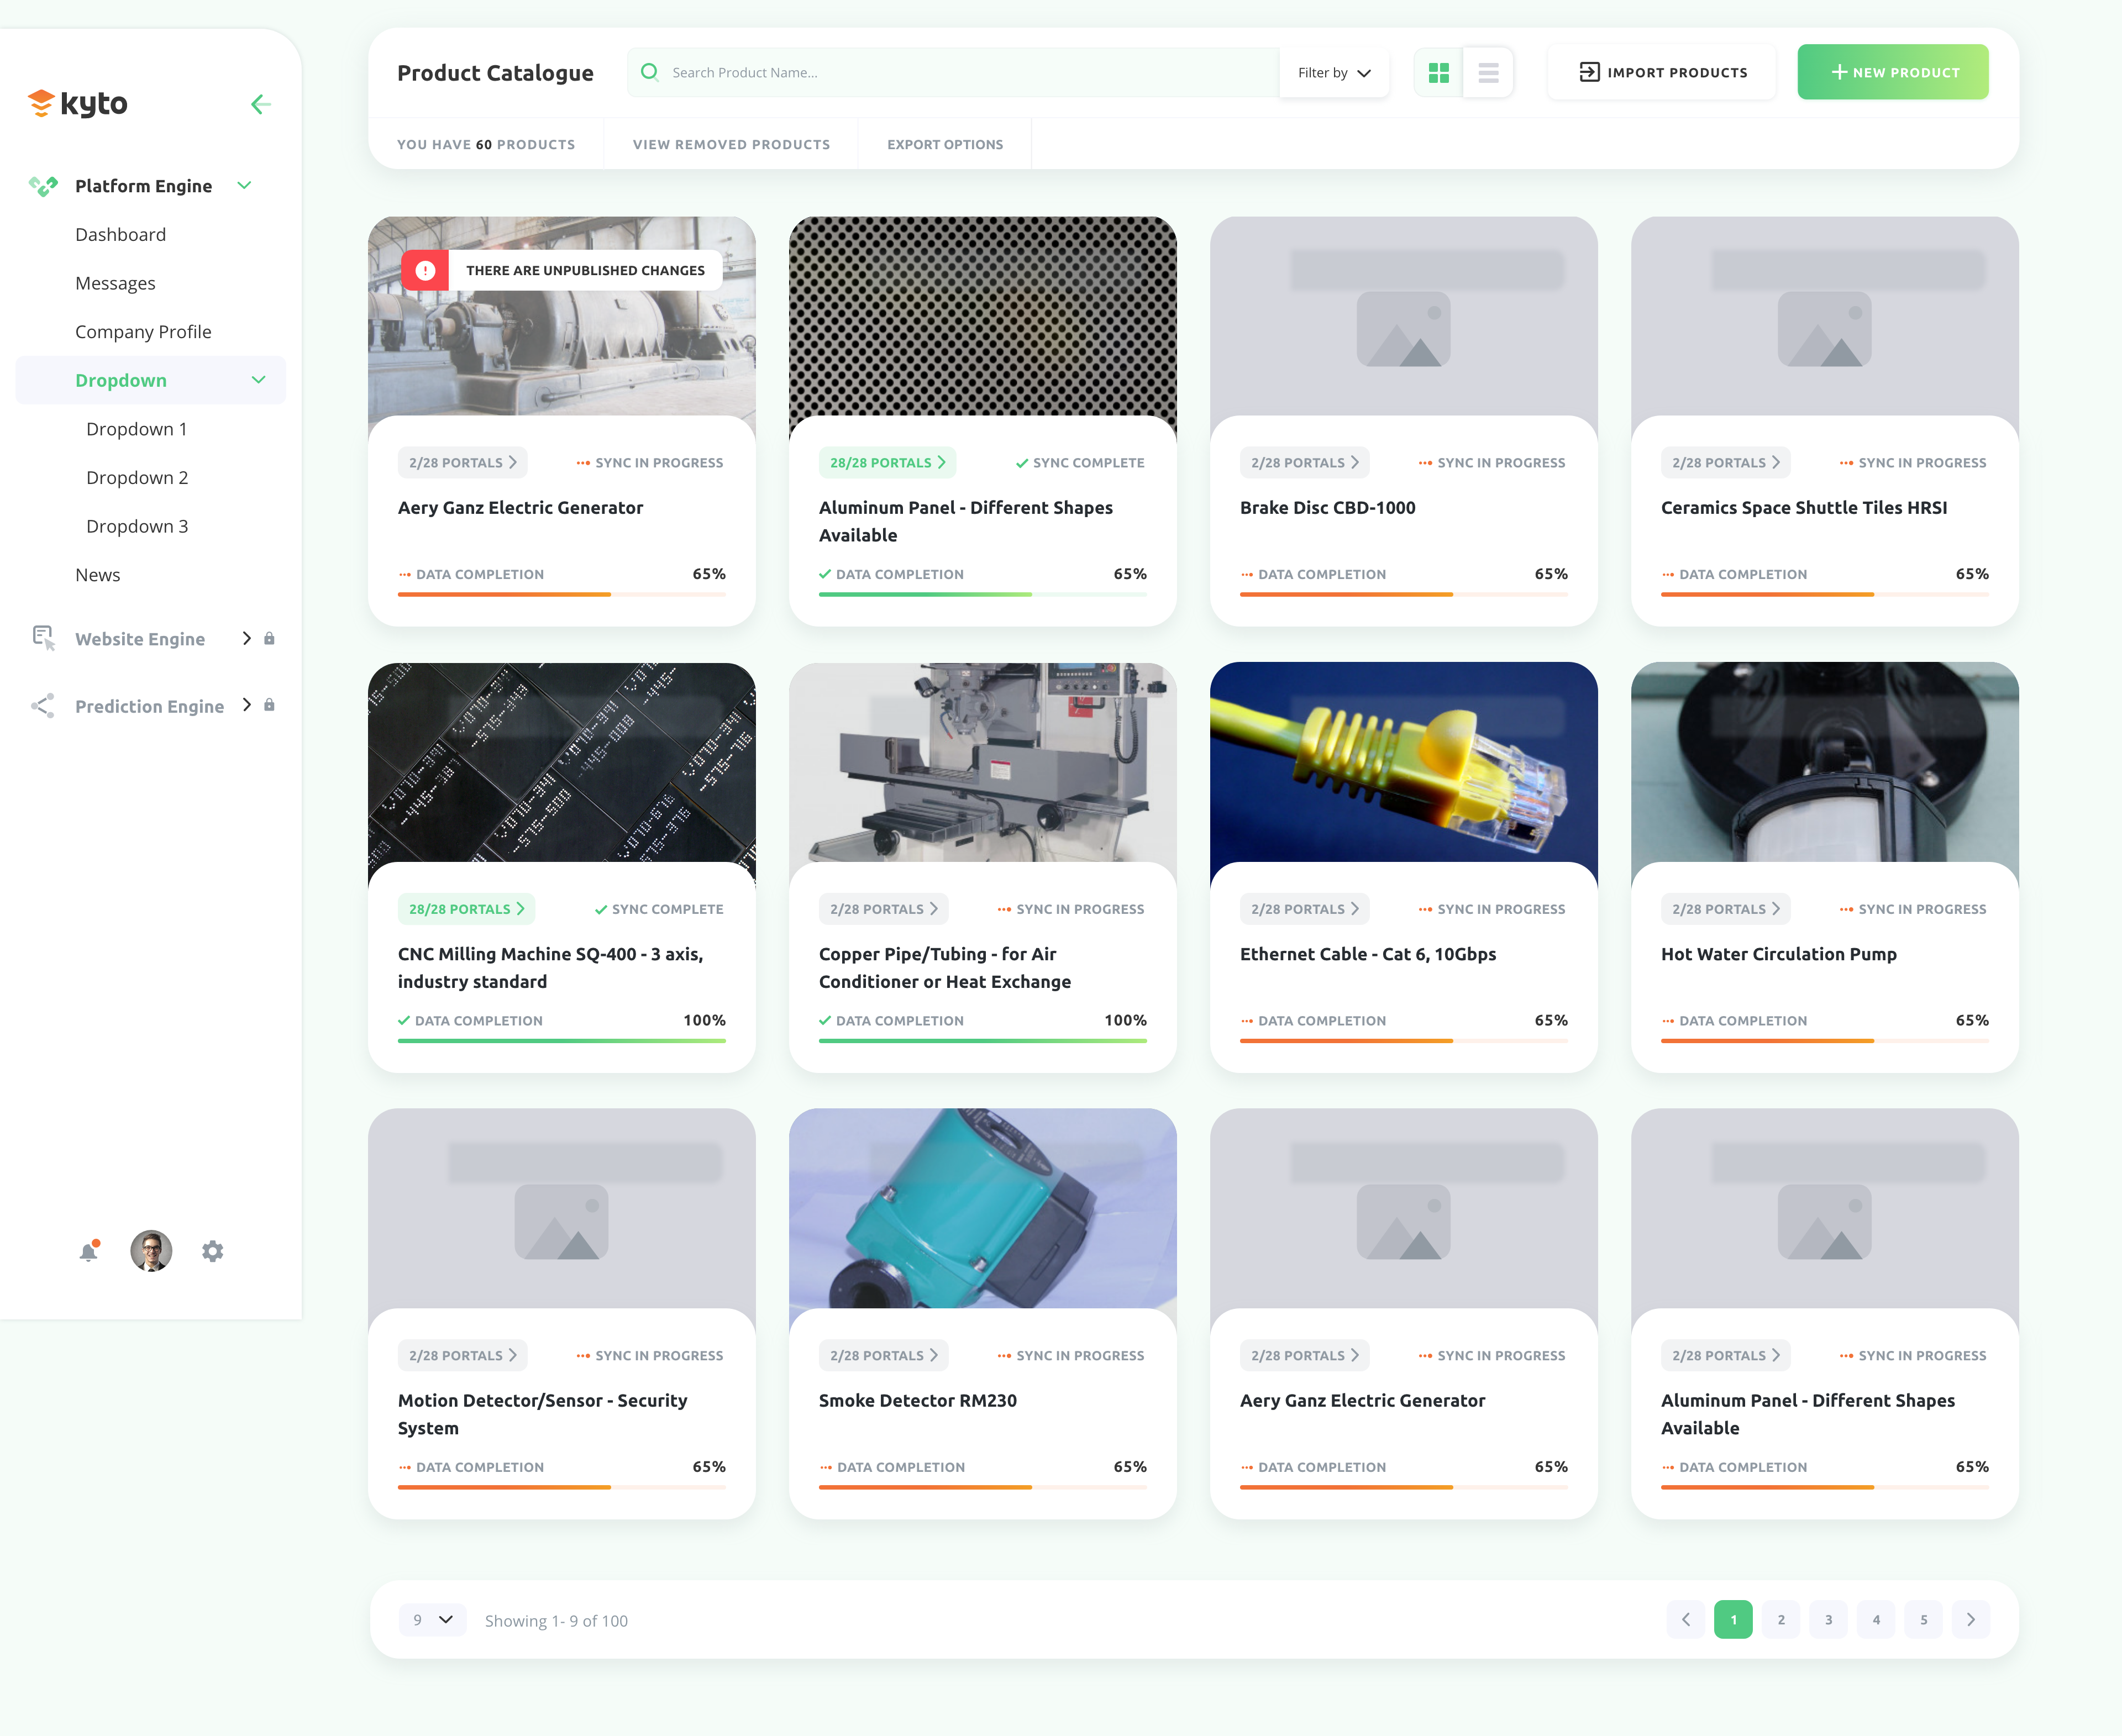 kyto
Platform Engine
Dashboard
Messages
Company Profile
Dropdown
Dropdown 1
Dropdown 2
Dropdown 3
News
Website Engine
Prediction Engine
Product Catalogue
Search Product Name...
Filter by
IMPORT PRODUCTS
NEW PRODUCT
YOU HAVE 60 PRODUCTS
VIEW REMOVED PRODUCTS
EXPORT OPTIONS
THERE ARE UNPUBLISHED CHANGES
2/28 PORTALS
SYNC IN PROGRESS
Aery Ganz Electric Generator
DATA COMPLETION
65%
28/28 PORTALS
SYNC COMPLETE
Aluminum Panel - Different Shapes
Available
DATA COMPLETION
65%
2/28 PORTALS
SYNC IN PROGRESS
Brake Disc CBD-1000
DATA COMPLETION
65%
2/28 PORTALS
SYNC IN PROGRESS
Ceramics Space Shuttle Tiles HRSI
DATA COMPLETION
65%
28/28 PORTALS
SYNC COMPLETE
CNC Milling Machine SQ-400 - 3 axis,
industry standard
DATA COMPLETION
100%
2/28 PORTALS
SYNC IN PROGRESS
Copper Pipe/Tubing - for Air
Conditioner or Heat Exchange
DATA COMPLETION
100%
2/28 PORTALS
SYNC IN PROGRESS
Ethernet Cable - Cat 6, 10Gbps
DATA COMPLETION
65%
2/28 PORTALS
SYNC IN PROGRESS
Hot Water Circulation Pump
DATA COMPLETION
65%
2/28 PORTALS
SYNC IN PROGRESS
Motion Detector/Sensor - Security
System
DATA COMPLETION
65%
2/28 PORTALS
SYNC IN PROGRESS
Smoke Detector RM230
DATA COMPLETION
65%
2/28 PORTALS
SYNC IN PROGRESS
Aery Ganz Electric Generator
DATA COMPLETION
65%
2/28 PORTALS
SYNC IN PROGRESS
Aluminum Panel - Different Shapes
Available
DATA COMPLETION
65%
9
Showing 1- 9 of 100
1
2
3
4
5